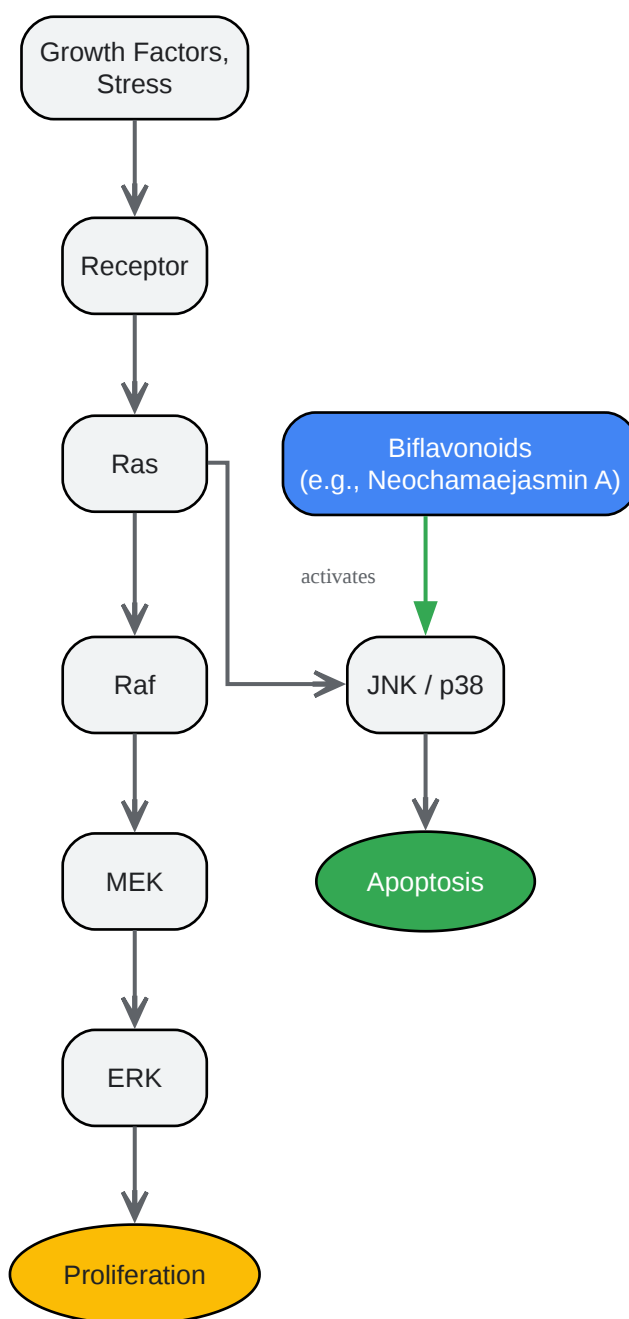 Growth Factors,
Stress
Receptor
Ras
Biflavonoids
(e.g., Neochamaejasmin A)
activates
Raf
JNK / p38
MEK
Apoptosis
ERK
Proliferation